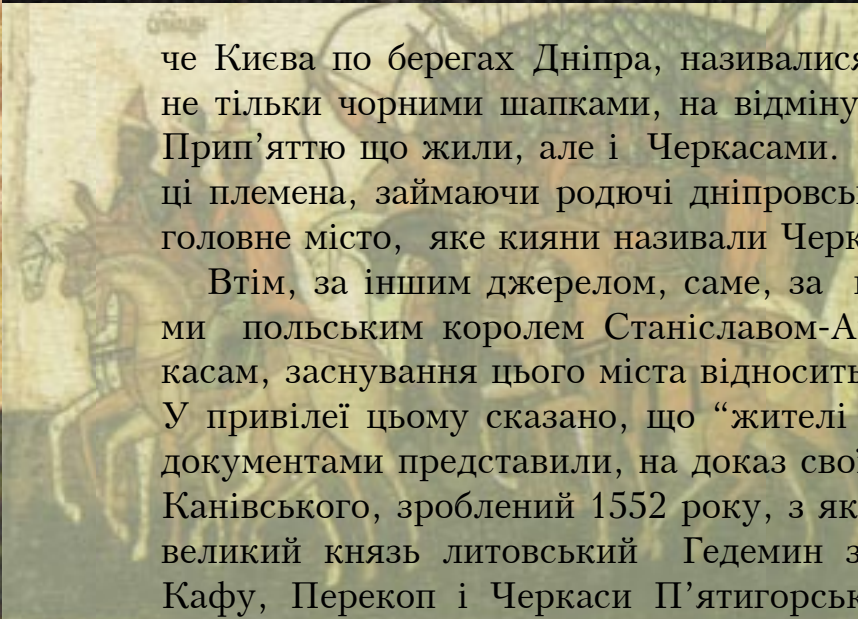 че Києва по берегах Дніпра, називалися
не тільки чорними шапками, на відміну
Прип’яттю що жили, але і Черкасами.
ці племена, займаючи родючі дніпровсь
головне місто, яке кияни називали Черк
Втім, за іншим джерелом, саме, за
ми польським королем Станіславом-А
касам, заснування цього міста відносить
У привілеї цьому сказано, що “жителі
документами представили, на доказ свої
Канівського, зроблений 1552 року, з як
великий князь литовський Гедемин з
Кафу, Перекоп і Черкаси П’ятигорськ